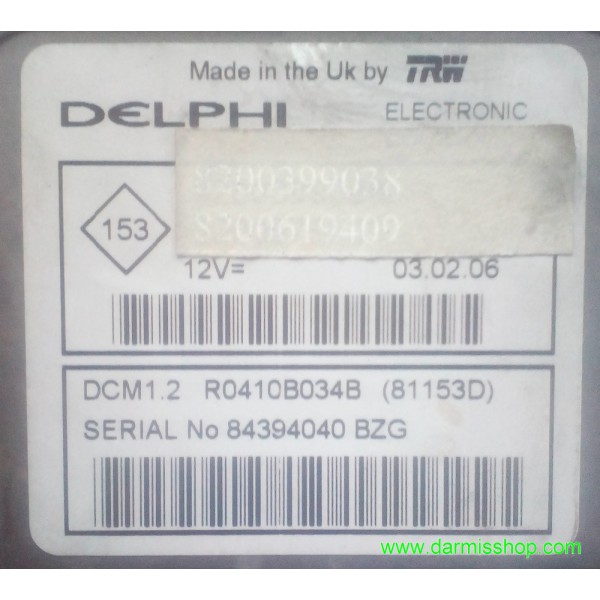 Made in the Uk by TRW
DELPHI ELECTRONIC
8200399038
8200619409
153
12V= 03.02.06
DCM1.2 R0410B034B (81153D)
SERIAL No 84394040 BZG
www.darmisshop.com